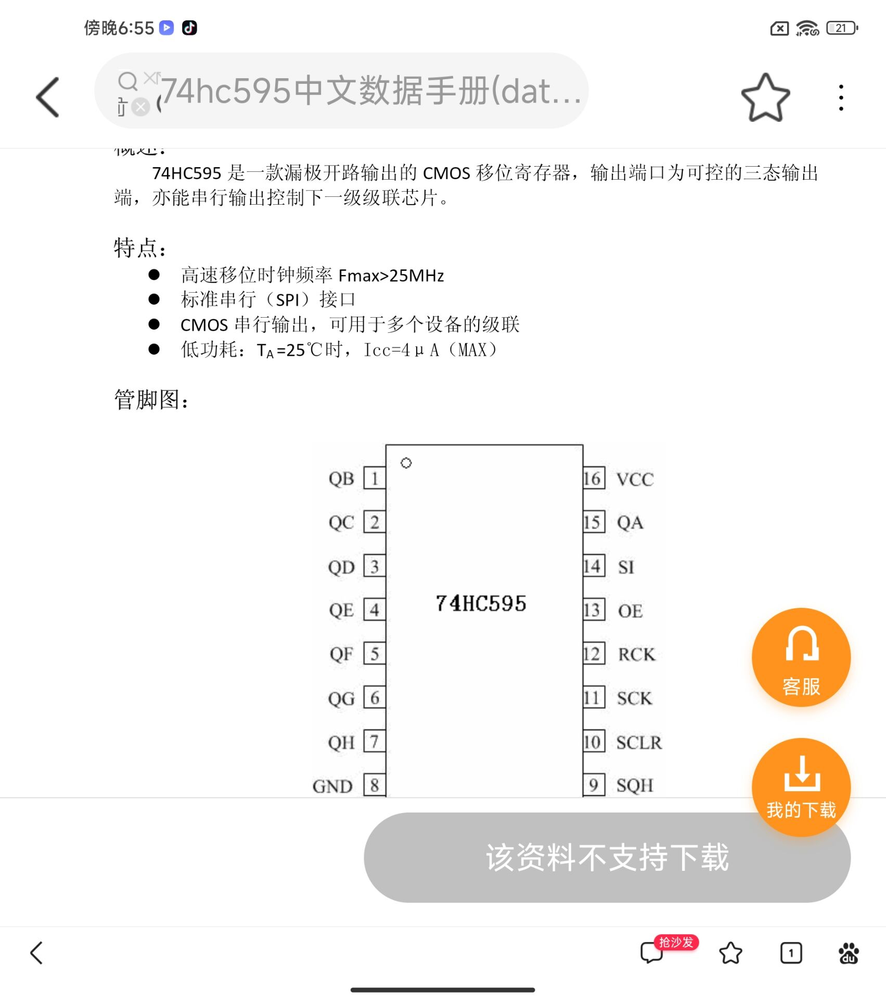 傍晚6:55
21
74hc595中文数据手册(dat...
概述：
74HC595 是一款漏极开路输出的 CMOS 移位寄存器，输出端口为可控的三态输出
端，亦能串行输出控制下一级级联芯片。
特点：
● 高速移位时钟频率 Fmax>25MHz
● 标准串行（SPI）接口
● CMOS 串行输出，可用于多个设备的级联
● 低功耗：TA =25℃时，Icc=4μA（MAX）
管脚图：
QB 1 16 VCC
QC 2 15 QA
QD 3 14 SI
QE 4 74HC595 13 OE
QF 5 12 RCK
QG 6 11 SCK
QH 7 10 SCLR
GND 8 9 SQH
客服
我的下载
该资料不支持下载
抢沙发
1
du